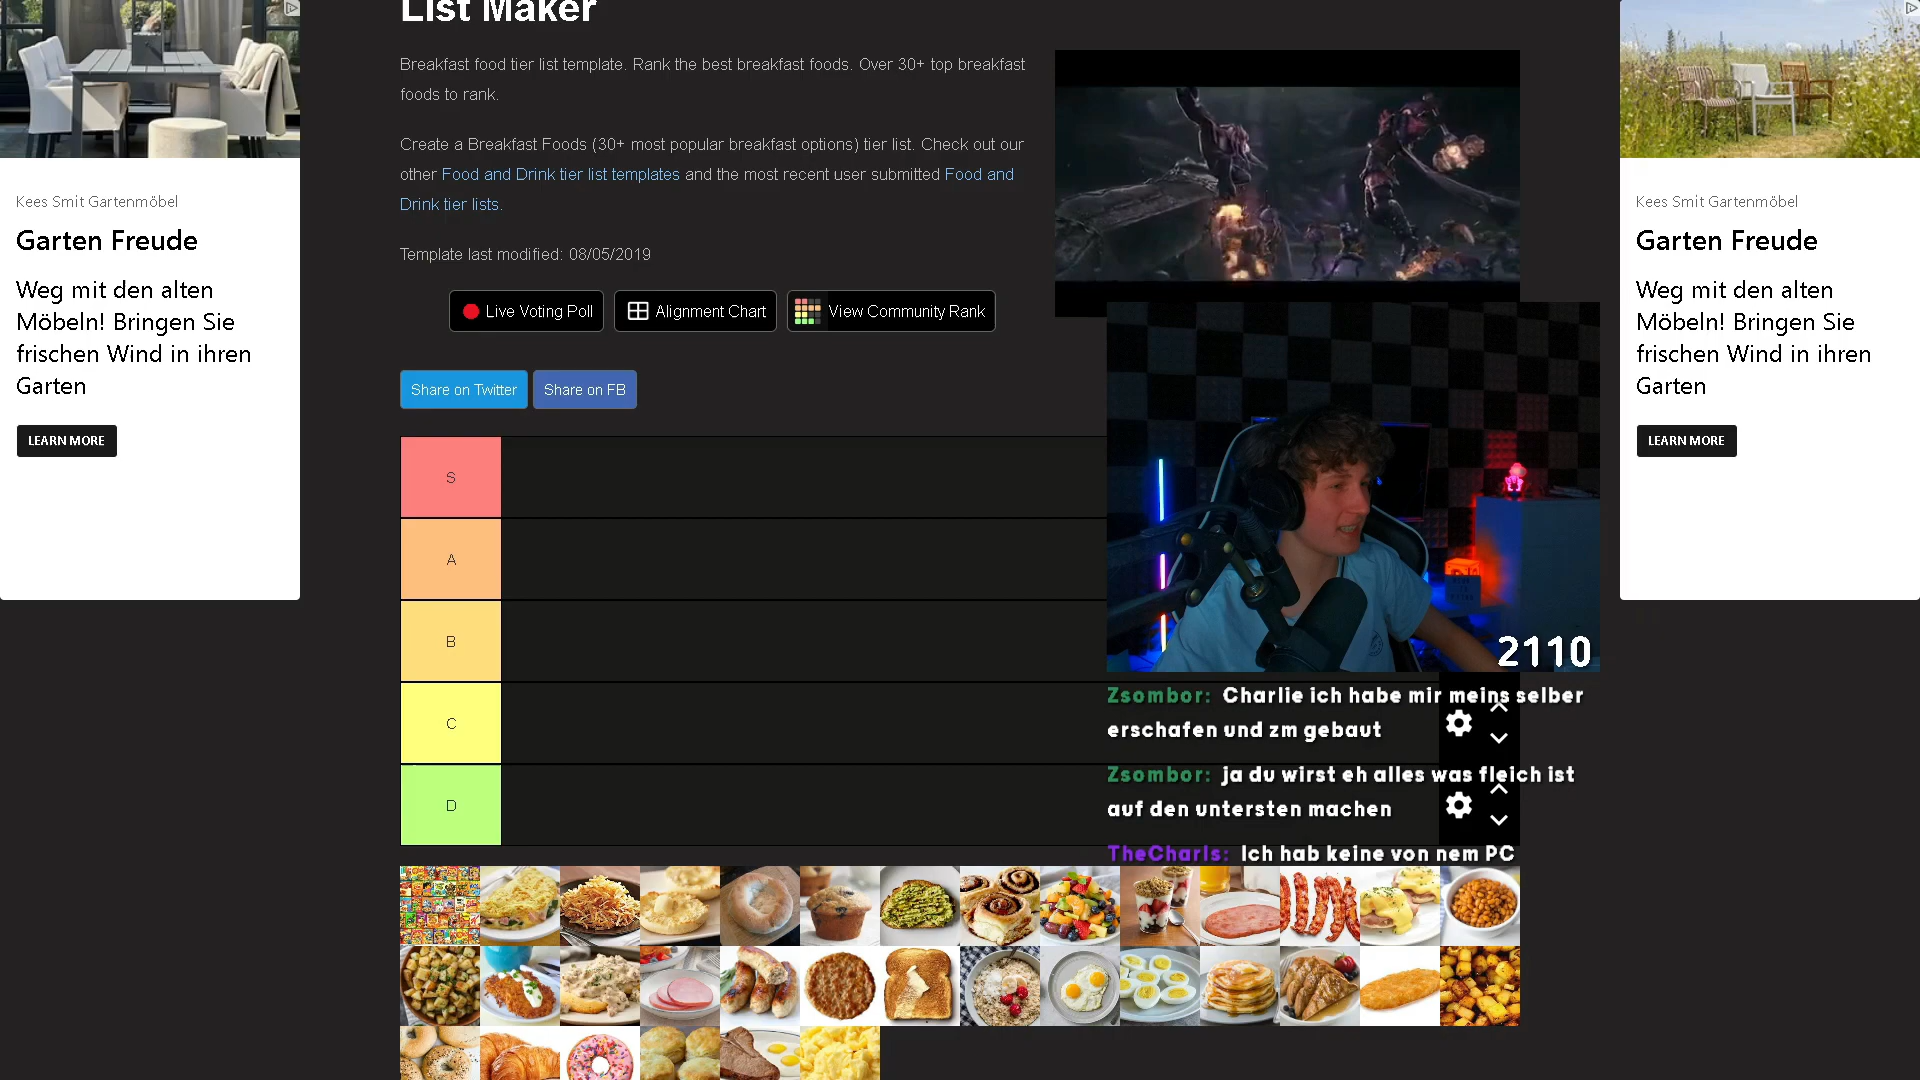 List Maker
Breakfast food tier list template. Rank the best breakfast foods. Over 30+ top breakfast
foods to rank.
Create a Breakfast Foods (30+ most popular breakfast options) tier list. Check out our
other Food and Drink tier list templates and the most recent user submitted Food and
Drink tier lists.
Template last modified: 08/05/2019
Live Voting Poll
Alignment Chart
View Community Rank
Share on Twitter
Share on FB
Kees Smit Gartenmöbel
Garten Freude
Weg mit den alten
Möbeln! Bringen Sie
frischen Wind in ihren
Garten
LEARN MORE
S
A
B
C
D
2110
Zsombor: Charlie ich habe mir meins selber
erschafen und zm gebaut
Zsombor: ja du wirst eh alles was fleich ist
auf den untersten machen
TheCharls: Ich hab keine von nem PC
Kees Smit Gartenmöbel
Garten Freude
Weg mit den alten
Möbeln! Bringen Sie
frischen Wind in ihren
Garten
LEARN MORE